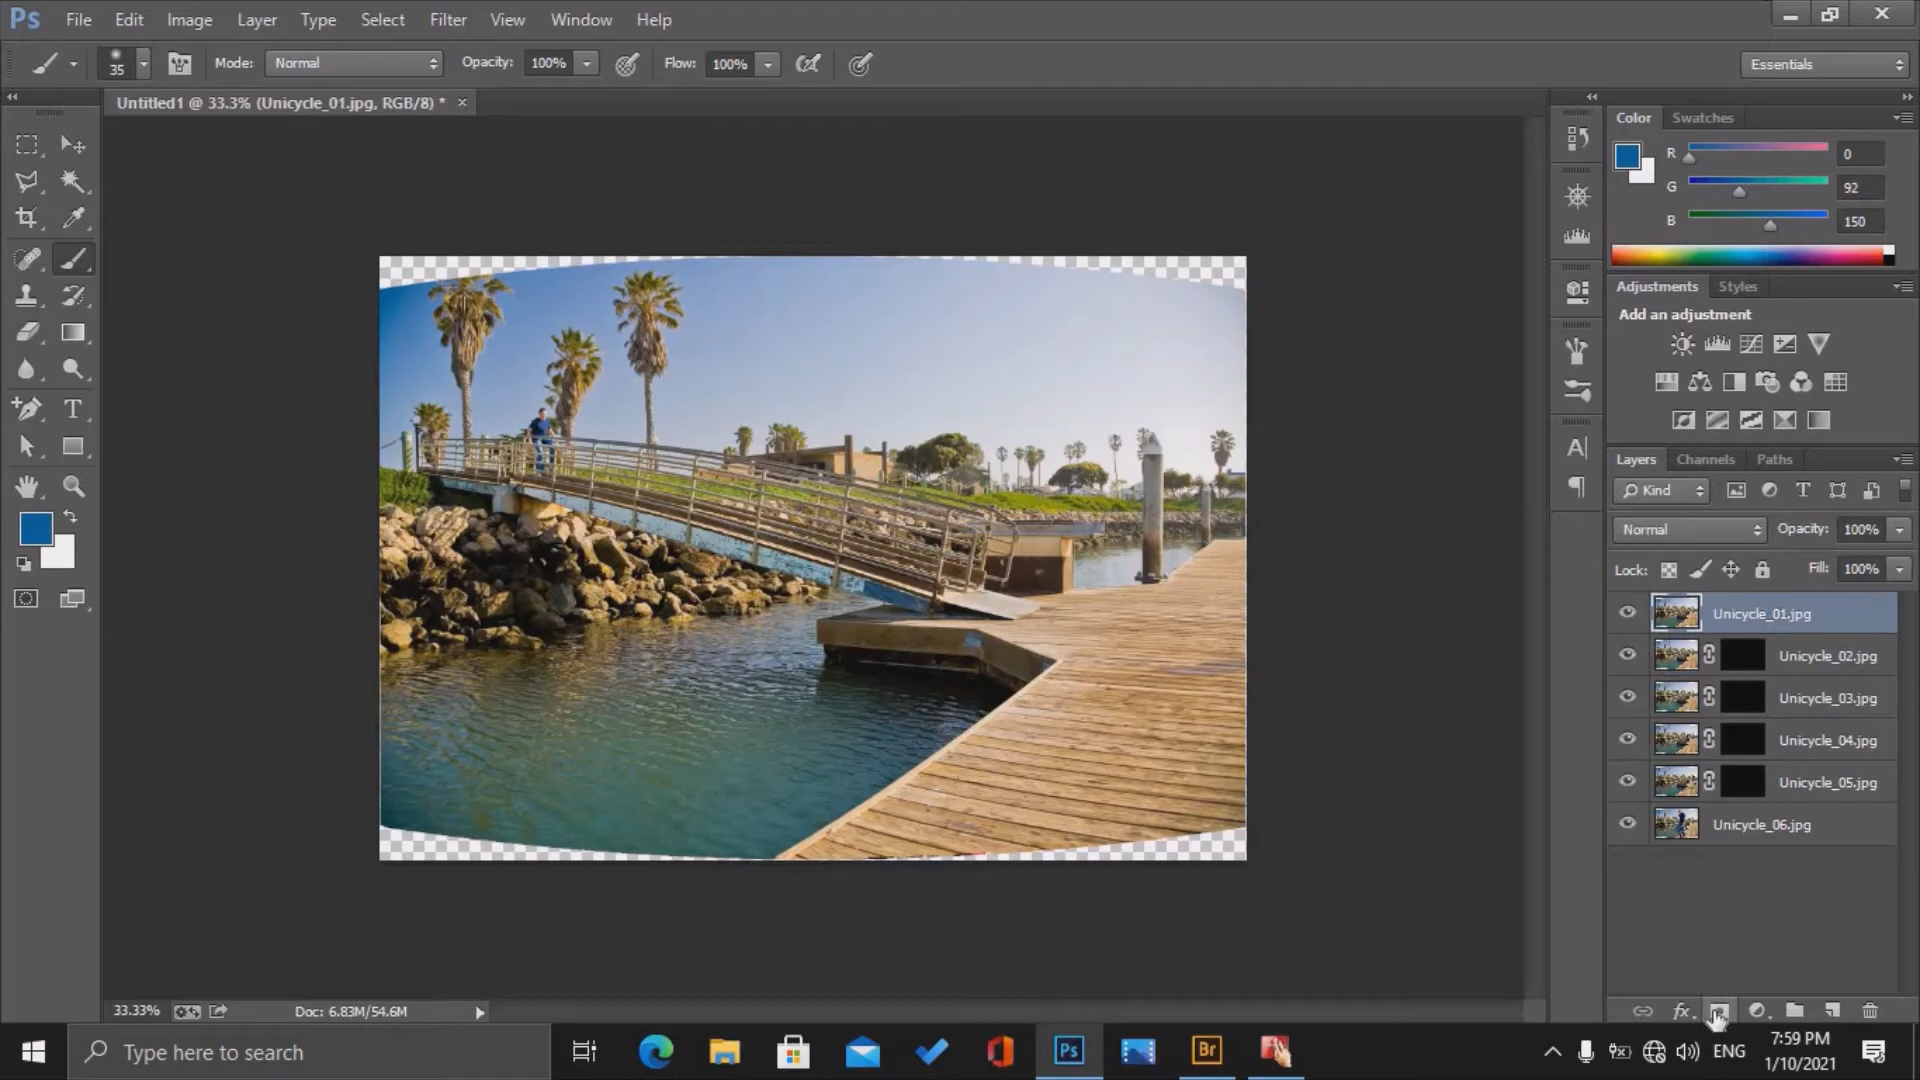 Ps File Edit Image Layer Type Select Filter View Window Help
35 Mode: Normal Opacity: 100% Flow: 100% Essentials
Untitled1 @ 33.3% (Unicycle_01.jpg, RGB/8) * ×
Color Swatches
R 0
G 92
B 150
Adjustments Styles
Add an adjustment
Layers Channels Paths
Kind
Normal Opacity: 100%
Lock: Fill: 100%
Unicycle_01.jpg
Unicycle_02.jpg
Unicycle_03.jpg
Unicycle_04.jpg
Unicycle_05.jpg
Unicycle_06.jpg
33.33% Doc: 6.83M/54.6M
fx
Type here to search
Ps Br
ENG
7:59 PM
1/10/2021